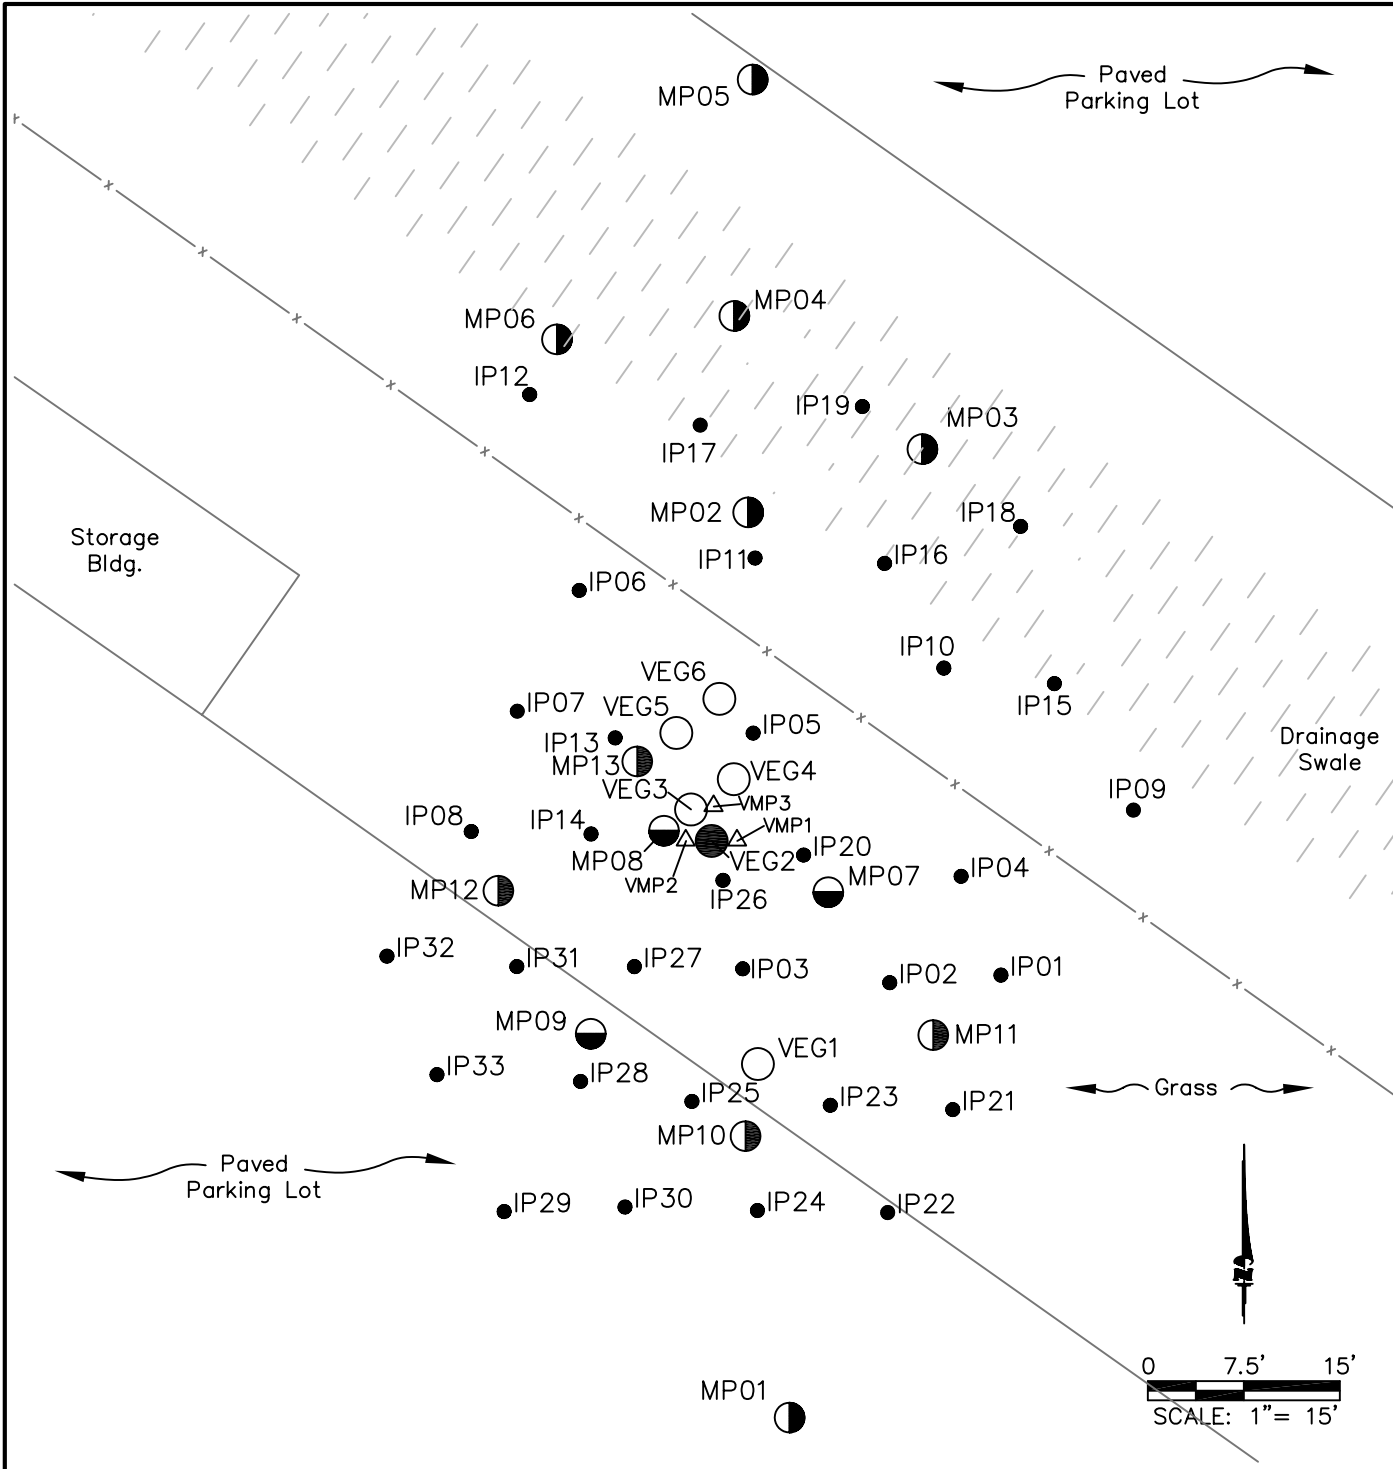 Paved
Parking Lot
MP05
MP04
MP06
IP12
IP19
MP03
IP17
MP02
IP18
Storage
Bldg.
IP11
IP16
IP06
IP10
VEG6
IP15
IP07
VEG5
IP05
IP13
Drainage
Swale
MP13
VEG4
VEG3
IP09
VMP3
IP08
IP14
VMP1
MP08
VEG2
IP20
VMP2
MP07
IP04
MP12
IP26
IP32
IP31
IP27
IP03
IP02
IP01
MP09
MP11
VEG1
IP33
IP28
Grass
IP25
IP23
IP21
MP10
Paved
Parking Lot
IP29
IP30
IP24
IP22
N
0 7.5' 15'
MP01
SCALE: 1"= 15'